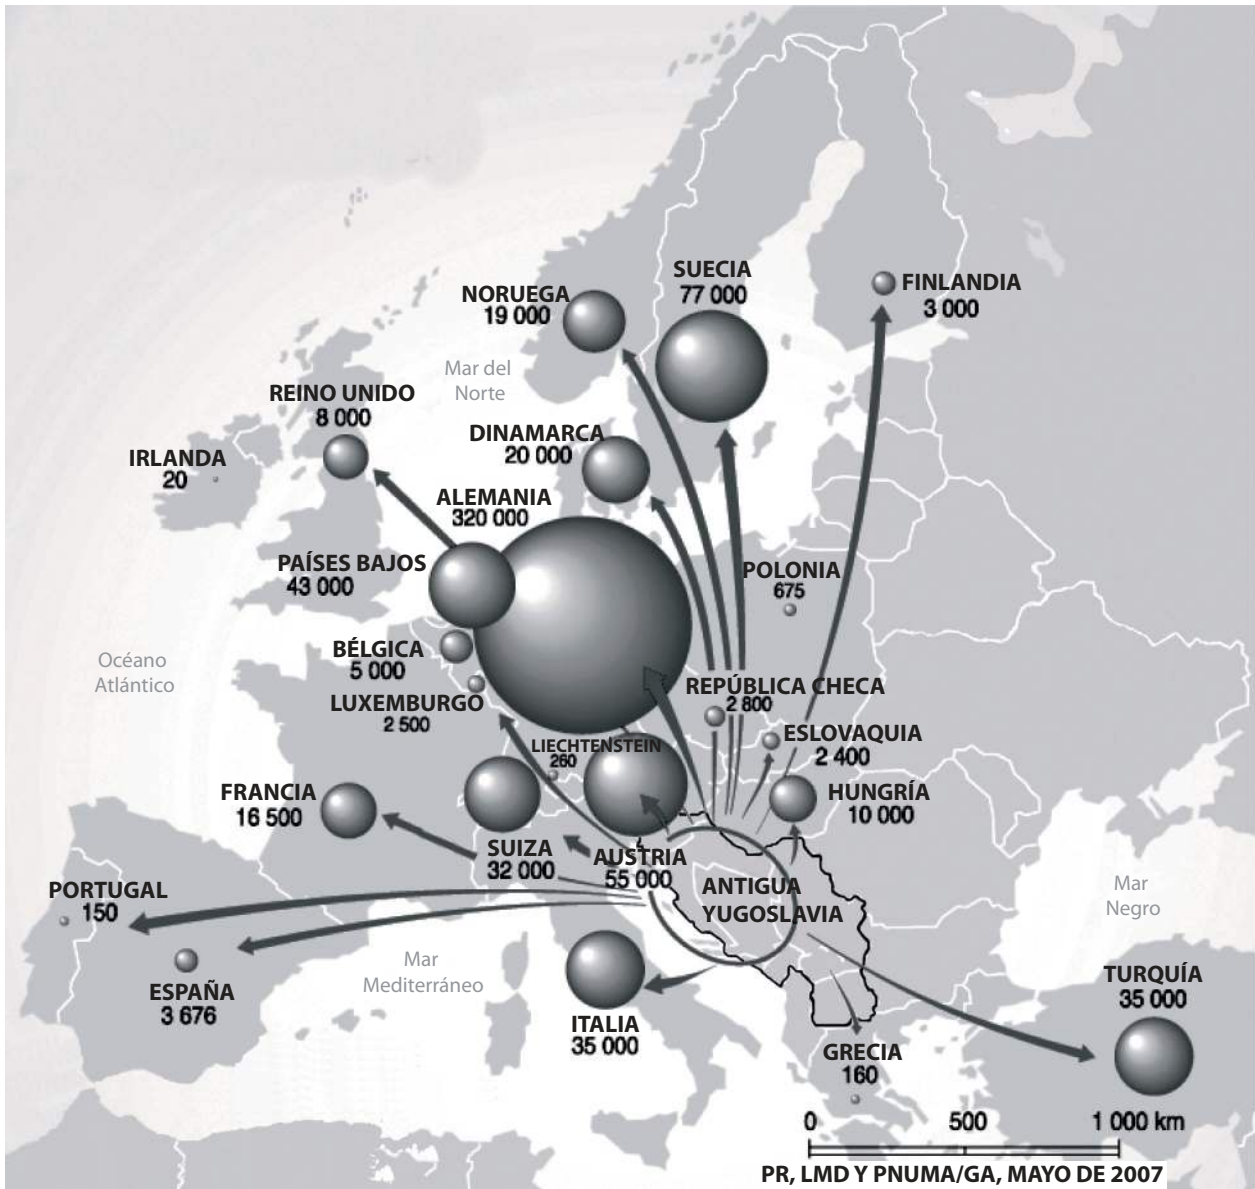 SUECIA
77 000
FINLANDIA
3 000
NORUEGA
19 000
Mar del
Norte
REINO UNIDO
8 000
DINAMARCA
20 000
IRLANDA
20
ALEMANIA
320 000
PAÍSES BAJOS
43 000
POLONIA
675
BÉLGICA
5 000
Océano
Atlántico
LUXEMBURGO
2 500
REPÚBLICA CHECA
2 800
ESLOVAQUIA
2 400
LIECHTENSTEIN
260
FRANCIA
16 500
HUNGRÍA
10 000
SUIZA
32 000
AUSTRIA
55 000
ANTIGUA
YUGOSLAVIA
PORTUGAL
150
Mar
Negro
Mar
Mediterráneo
ESPAÑA
3 676
TURQUÍA
35 000
ITALIA
35 000
GRECIA
160
0 500 1 000 km
PR, LMD Y PNUMA/GA, MAYO DE 2007